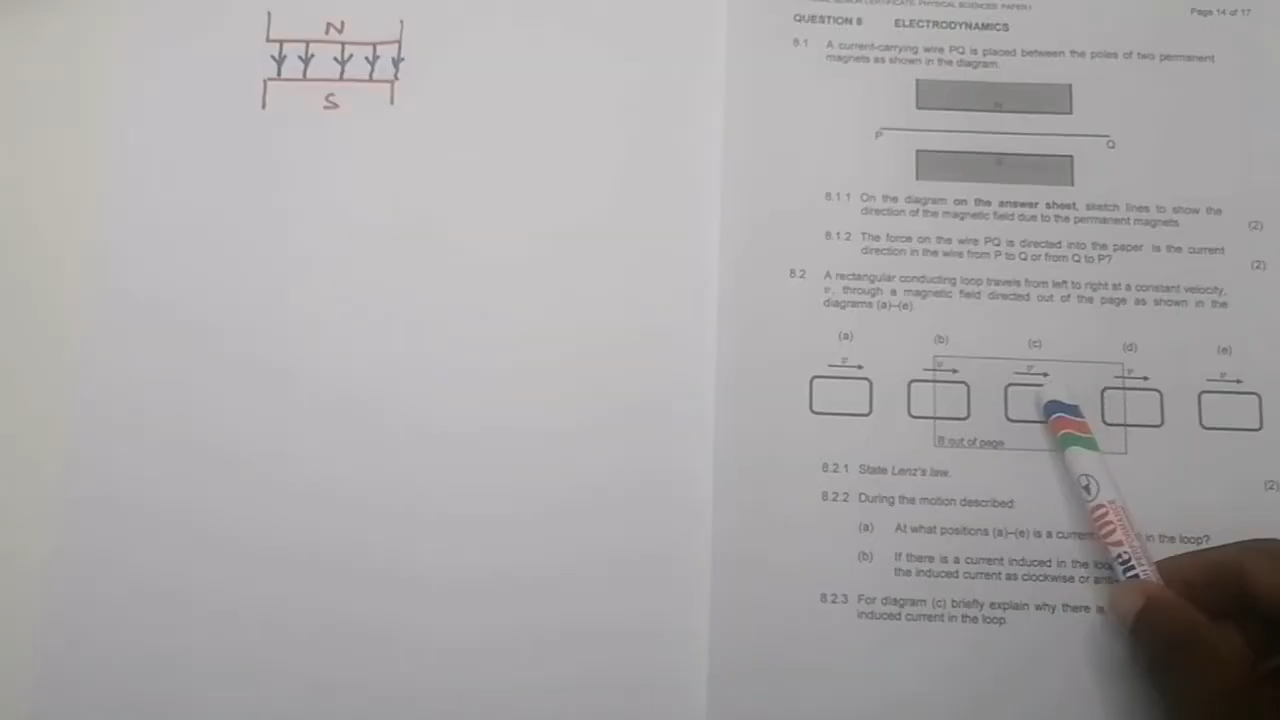 N
S
SENIOR CERTIFICATE: PHYSICAL SCIENCES: PAPER I
Page 14 of 17
QUESTION 8 ELECTRODYNAMICS
8.1 A current-carrying wire PQ is placed between the poles of two permanent
magnets as shown in the diagram.
N
P
Q
S
8.1.1 On the diagram on the answer sheet, sketch lines to show the
direction of the magnetic field due to the permanent magnets.
(2)
8.1.2 The force on the wire PQ is directed into the paper. Is the current
direction in the wire from P to Q or from Q to P?
(2)
8.2 A rectangular conducting loop travels from left to right at a constant velocity,
v, through a magnetic field directed out of the page as shown in the
diagrams (a)–(e).
(a) (b) (c) (d) (e)
v v v v v
B out of page
8.2.1 State Lenz's law.
(2)
8.2.2 During the motion described:
(a) At what positions (a)–(e) is a in the loop?
(b) If there is a current induced in the
the induced current as clockwise or
8.2.3 For diagram (c) briefly explain why there is
induced current in the loop.